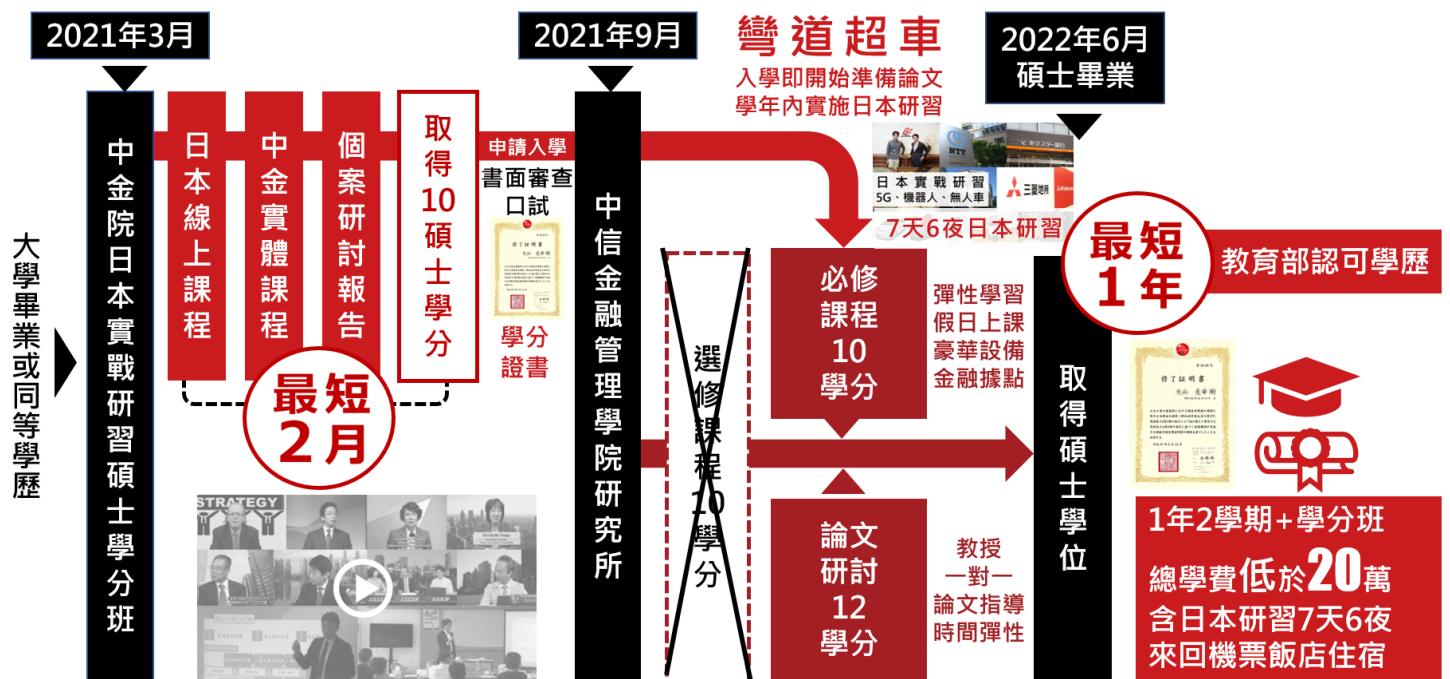 2021年3月
2021年9月
彎道超車
入學即開始準備論文
學年內實施日本研習
2022年6月
碩士畢業
大學畢業或同等學歷
中金院日本實戰研習碩士學分班
日本線上課程
中金實體課程
個案研討報告
取得10碩士學分
最短
2月
STRATEGY
申請入學
書面審查
口試
修了証明書
學分
證書
中信金融管理學院研究所
選修課程10學分
NTT
三菱地所
日本實戰研習
5G、機器人、無人車
7天6夜日本研習
必修
課程
10
學分
彈性學習
假日上課
豪華設備
金融據點
論文
研討
12
學分
教授
一對一
論文指導
時間彈性
取得碩士學位
最短
1年
教育部認可學歷
修了証明書
1年2學期+學分班
總學費低於20萬
含日本研習7天6夜
來回機票飯店住宿